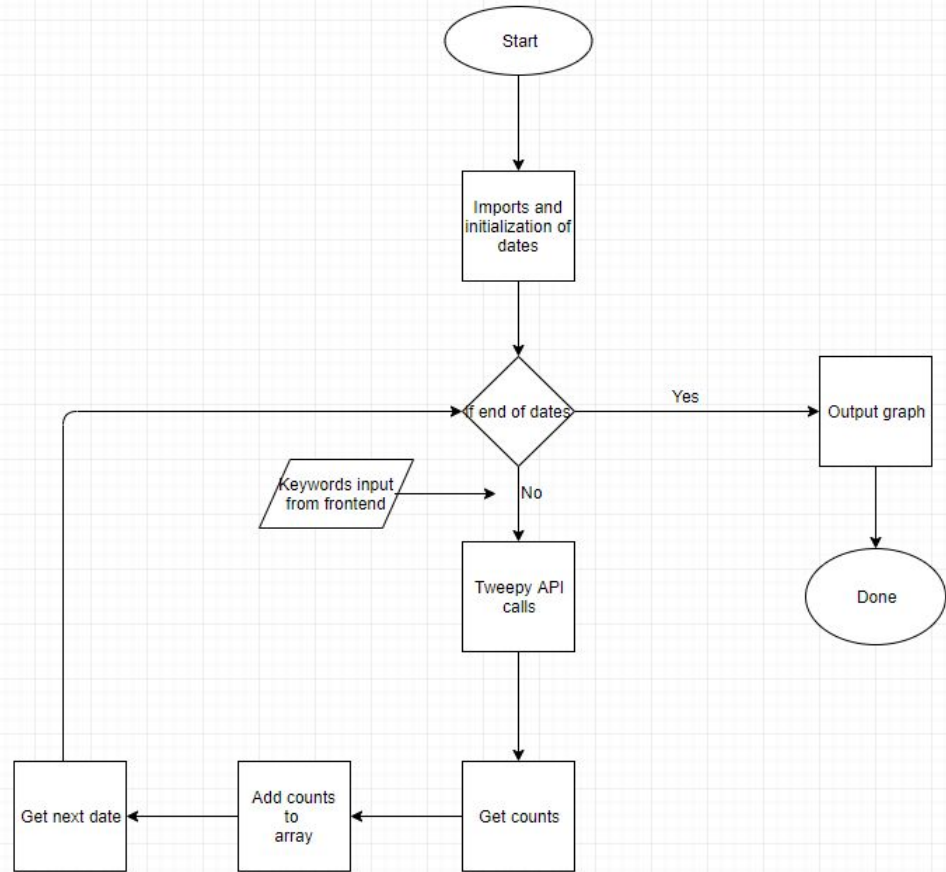 Start
Imports and
initialization of
dates
If end of dates
Yes
Output graph
Keywords input
from frontend
No
Tweepy API
calls
Done
Get next date
Add counts
to
array
Get counts